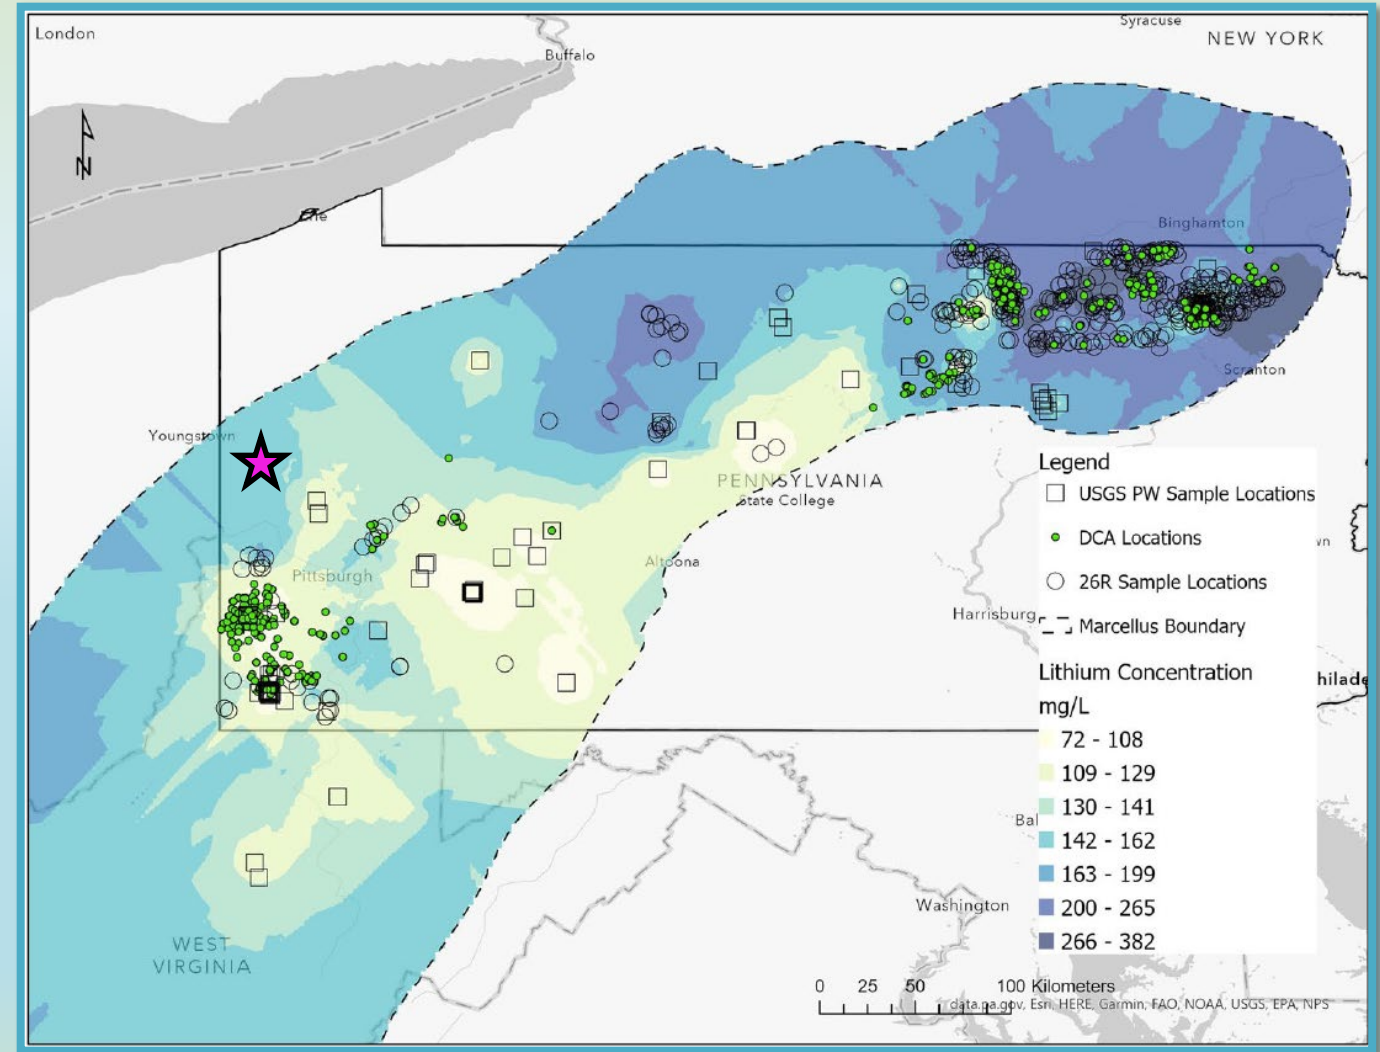 London
Syracuse
NEW YORK
Buffalo
N
Erie
Binghamton
Scranton
Youngstown
PENNSYLVANIA
State College
Altoona
Pittsburgh
Harrisburg
wn
hilade
Legend
USGS PW Sample Locations
DCA Locations
26R Sample Locations
Marcellus Boundary
Lithium Concentration
mg/L
72 - 108
109 - 129
130 - 141
142 - 162
163 - 199
200 - 265
266 - 382
Bal
Washington
WEST
VIRGINIA
0 25 50 100 Kilometers
data.pa.gov, Esri, HERE, Garmin, FAO, NOAA, USGS, EPA, NPS